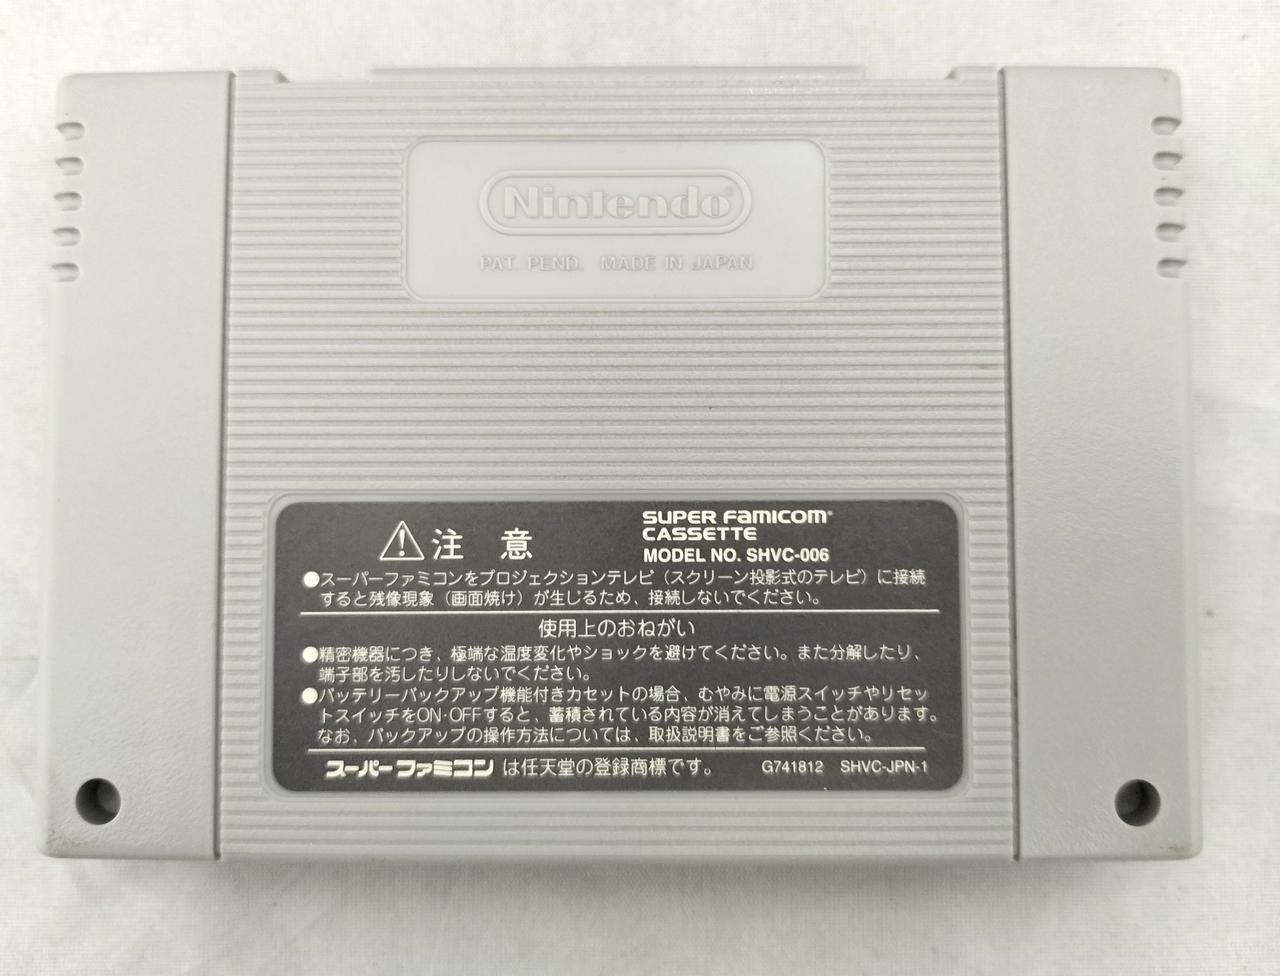 Nintendo®
PAT. PEND. MADE IN JAPAN
⚠注 意
SUPER FAMICOM®
CASSETTE
MODEL NO. SHVC-006
●スーパーファミコンをプロジェクションテレビ（スクリーン投影式のテレビ）に接続
すると残像現象（画面焼け）が生じるため、接続しないでください。
使用上のおねがい
●精密機器につき、極端な温度変化やショックを避けてください。また分解したり、
端子部を汚したりしないでください。
●バッテリーバックアップ機能付きカセットの場合、むやみに電源スイッチやリセッ
トスイッチをON・OFFすると、蓄積されている内容が消えてしまうことがあります。
なお、バックアップの操作方法については、取扱説明書をご参照ください。
スーパーファミコン は任天堂の登録商標です。 G741812 SHVC-JPN-1